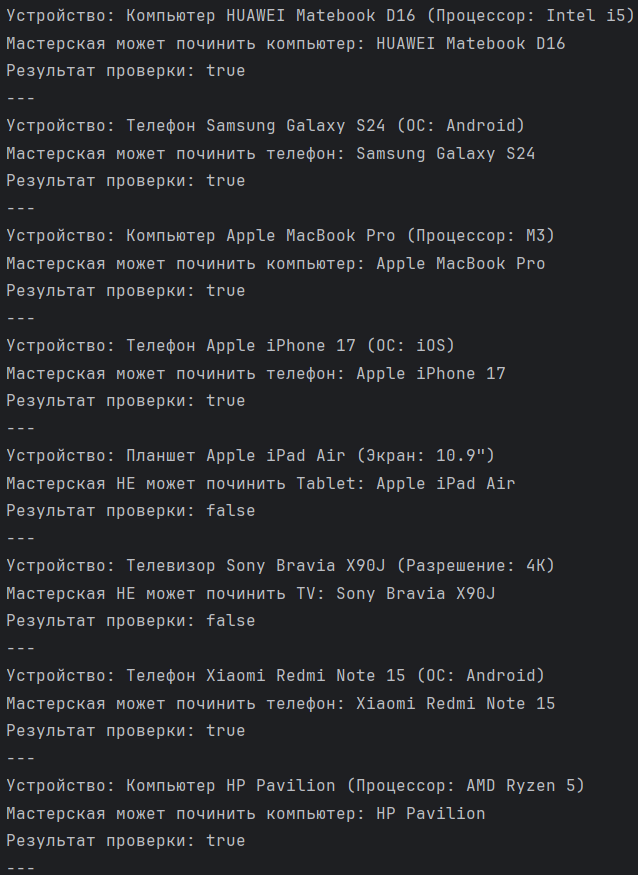 Устройство: Компьютер HUAWEI Matebook D16 (Процессор: Intel i5)
Мастерская может починить компьютер: HUAWEI Matebook D16
Результат проверки: true
---
Устройство: Телефон Samsung Galaxy S24 (ОС: Android)
Мастерская может починить телефон: Samsung Galaxy S24
Результат проверки: true
---
Устройство: Компьютер Apple MacBook Pro (Процессор: M3)
Мастерская может починить компьютер: Apple MacBook Pro
Результат проверки: true
---
Устройство: Телефон Apple iPhone 17 (ОС: iOS)
Мастерская может починить телефон: Apple iPhone 17
Результат проверки: true
---
Устройство: Планшет Apple iPad Air (Экран: 10.9")
Мастерская НЕ может починить Tablet: Apple iPad Air
Результат проверки: false
---
Устройство: Телевизор Sony Bravia X90J (Разрешение: 4K)
Мастерская НЕ может починить TV: Sony Bravia X90J
Результат проверки: false
---
Устройство: Телефон Xiaomi Redmi Note 15 (ОС: Android)
Мастерская может починить телефон: Xiaomi Redmi Note 15
Результат проверки: true
---
Устройство: Компьютер HP Pavilion (Процессор: AMD Ryzen 5)
Мастерская может починить компьютер: HP Pavilion
Результат проверки: true
---